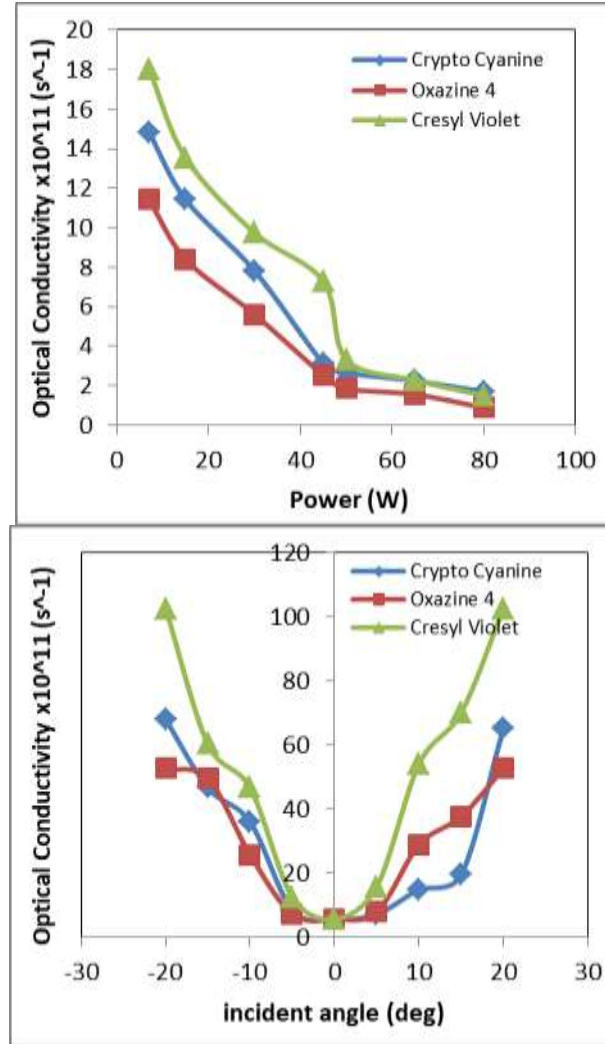 Optical Conductivity x10^11 (s^-1)
20
18
16
14
12
10
8
6
4
2
0
Crypto Cyanine
Oxazine 4
Cresyl Violet
0 20 40 60 80 100
Power (W)
Optical Conductivity x10^11 (s^-1)
120
100
80
60
40
20
0
Crypto Cyanine
Oxazine 4
Cresyl Violet
-30 -20 -10 0 10 20 30
incident angle (deg)